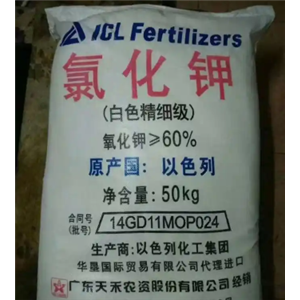 ICL Fertilizers
氯化钾
(白色精细级)
氧化钾≥60%
原产国：以色列
净含量：50kg
合同号
(批号)
14GD11MOP024
生产商：以色列化工集团
华垦国际贸易有限公司代理进口
广东天禾农资股份有限公司经销